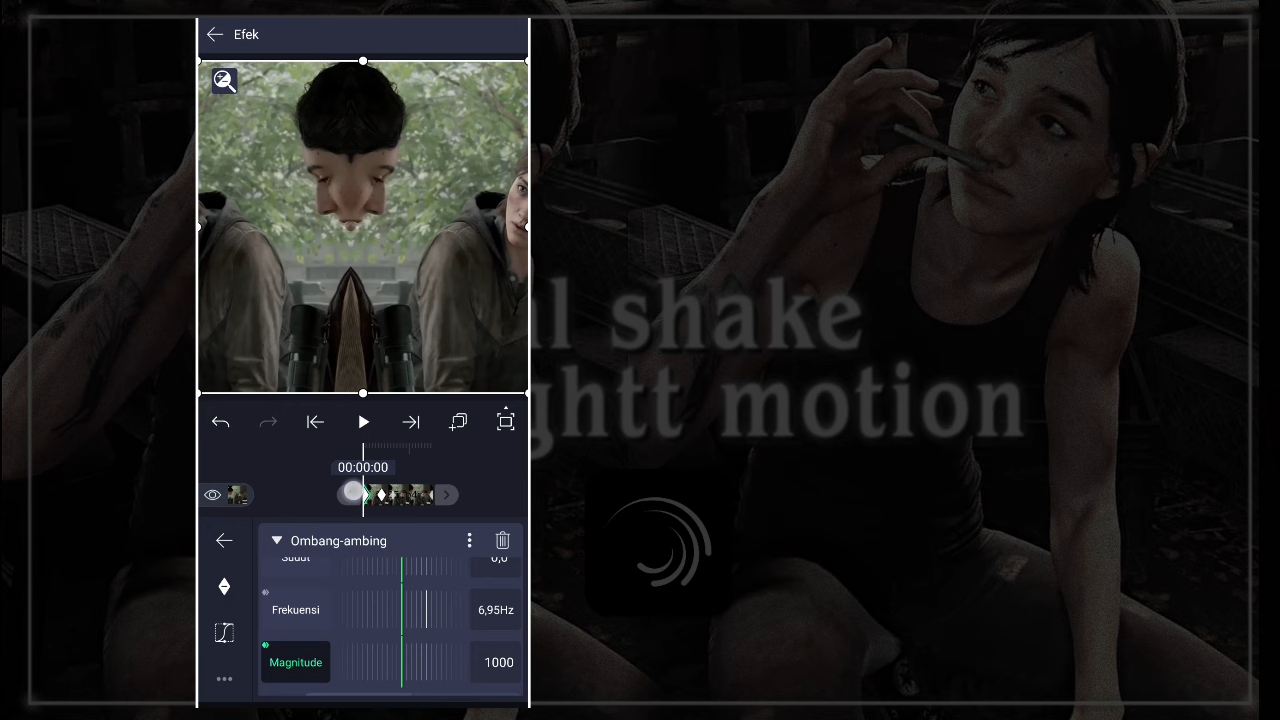 Efek
l shake
ghtt motion
00:00:00
Ombang-ambing
Sudut
0,0
Frekuensi
6,95Hz
Magnitude
1000